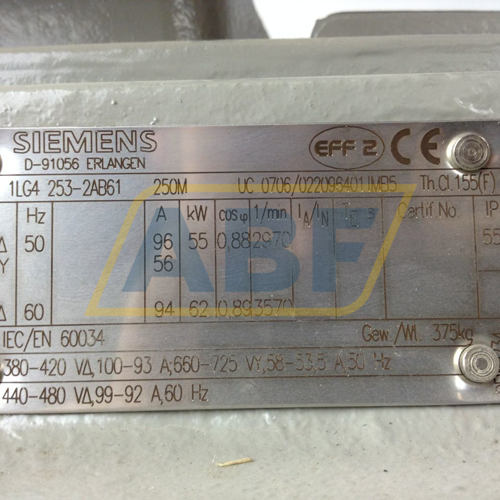 SIEMENS EFF 2 CE
D-91056 ERLANGEN
1LG4 253-2AB61 250M UC 0706/022096401 IMB5 Th.Cl.155(F)
Hz A kW cosφ 1/min IA/IN Certif No. IP
Δ 50 96 55 0.88 2970 55
Y 56
Δ 60 94 62 0.89 3570
IEC/EN 60034 Gew./Wt. 375kg
380-420 VΔ,100-93 A,660-725 VY,58-53,5 A,50 Hz
440-480 VΔ,99-92 A,60 Hz
ABF